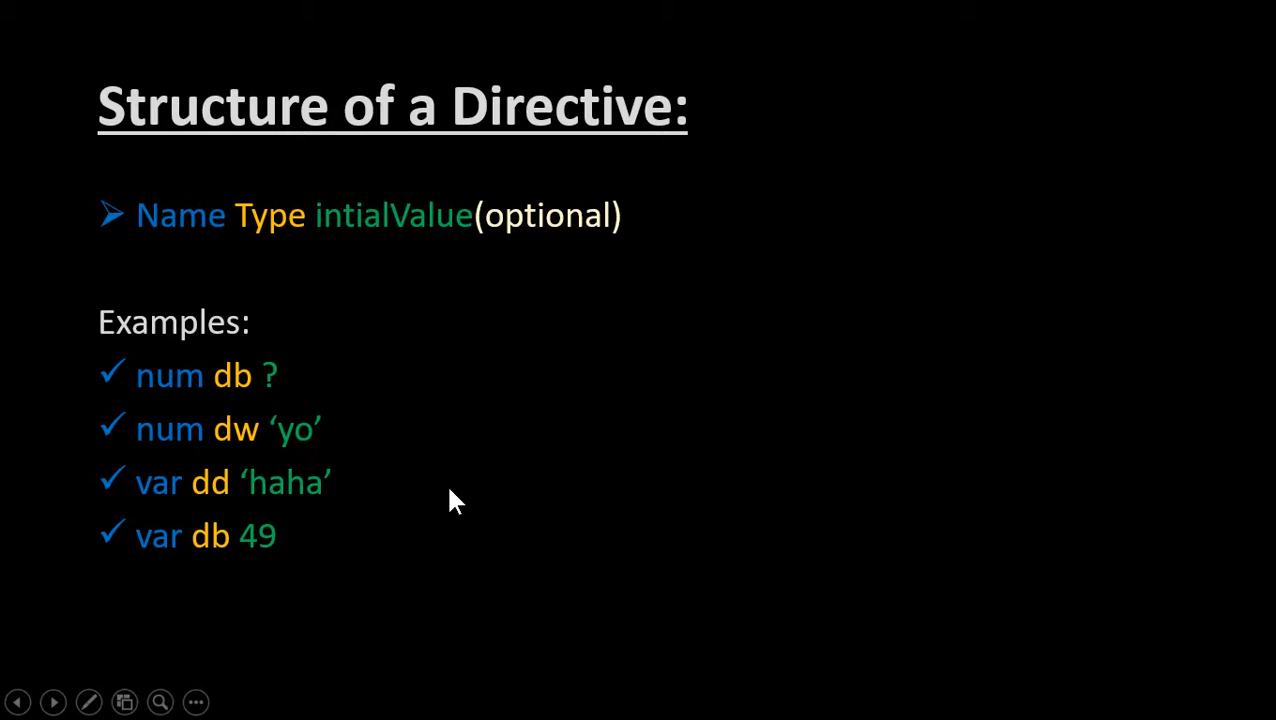 Structure of a Directive:
Name Type intialValue(optional)
Examples:
num db ?
num dw ‘yo’
var dd ‘haha’
var db 49